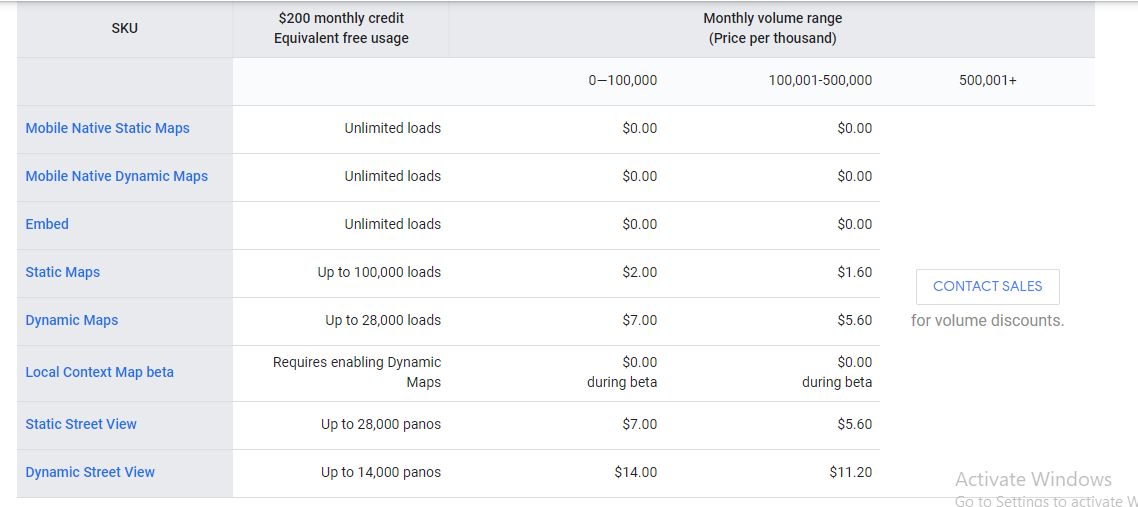 SKU
$200 monthly credit
Equivalent free usage
Monthly volume range
(Price per thousand)
0—100,000
100,001-500,000
500,001+
Mobile Native Static Maps
Unlimited loads
$0.00
$0.00
Mobile Native Dynamic Maps
Unlimited loads
$0.00
$0.00
Embed
Unlimited loads
$0.00
$0.00
Static Maps
Up to 100,000 loads
$2.00
$1.60
CONTACT SALES
for volume discounts.
Dynamic Maps
Up to 28,000 loads
$7.00
$5.60
Local Context Map beta
Requires enabling Dynamic
Maps
$0.00
during beta
$0.00
during beta
Static Street View
Up to 28,000 panos
$7.00
$5.60
Dynamic Street View
Up to 14,000 panos
$14.00
$11.20
Activate Windows
Go to Settings to activate W